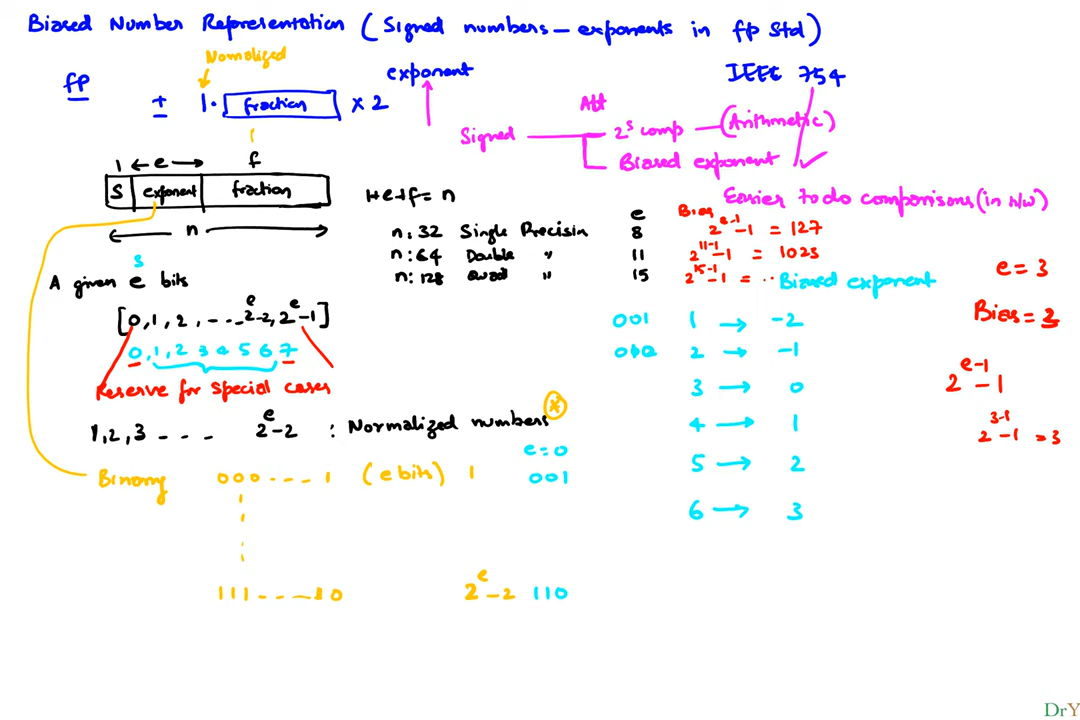 Biased Number Representation (Signed numbers – exponents in fp Std)
Normalized
fp
± 1. fraction × 2
exponent
IEEE 754
Signed
Alt
2's comp — (Arithmetic)
Biased exponent ✓
Easier to do comparisons (in H/W)
1 ← e → f
S exponent fraction
n
1+e+f = n
e Bias
n: 32 Single Precisin 8 2^e-1 -1 = 127
n: 64 Double " 11 2^11-1 -1 = 1023
n: 128 Quad " 15 2^15-1 -1 = ..
A given e bits
[0, 1, 2, - - - 2^e-2, 2^e-1]
0, 1, 2 3 4 5 6 7
Reserve for special cases
1, 2, 3 - - - - 2^e-2 : Normalized numbers *
Binary 000 - - - 1 (e bits) 1
e=0
001
111 - - - - 10 2^e-2 110
Biased exponent
001 1 → -2
010 2 → -1
3 → 0
4 → 1
5 → 2
6 → 3
e = 3
Bias = 3
2^e-1 -1
2^3-1 -1 = 3
DrY